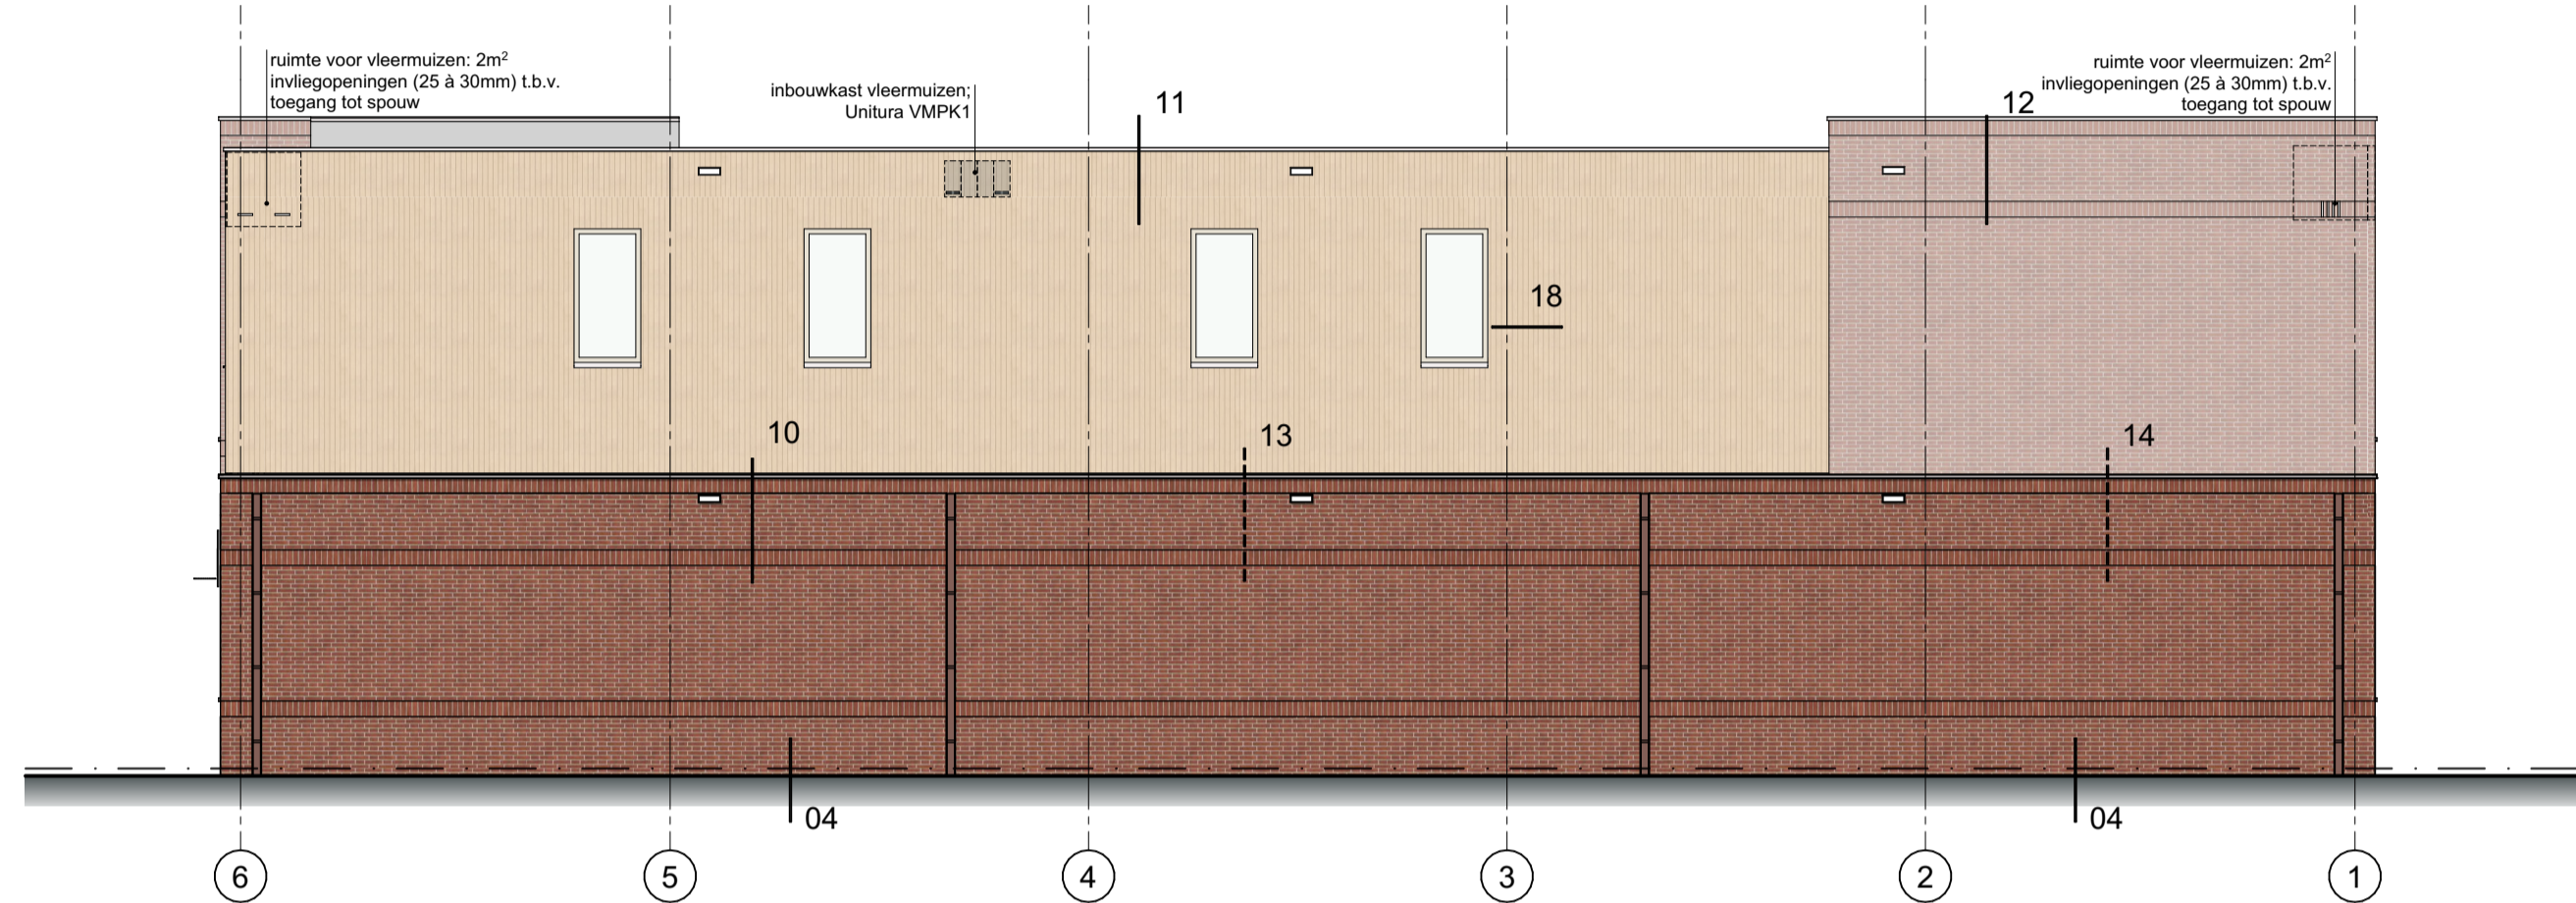 ruimte voor vleermuizen: 2m²
invliegopeningen (25 à 30mm) t.b.v.
toegang tot spouw
inbouwkast vleermuizen;
Unitura VMPK1
11
12
ruimte voor vleermuizen: 2m²
invliegopeningen (25 à 30mm) t.b.v.
toegang tot spouw
18
10
13
14
04
04
6
5
4
3
2
1